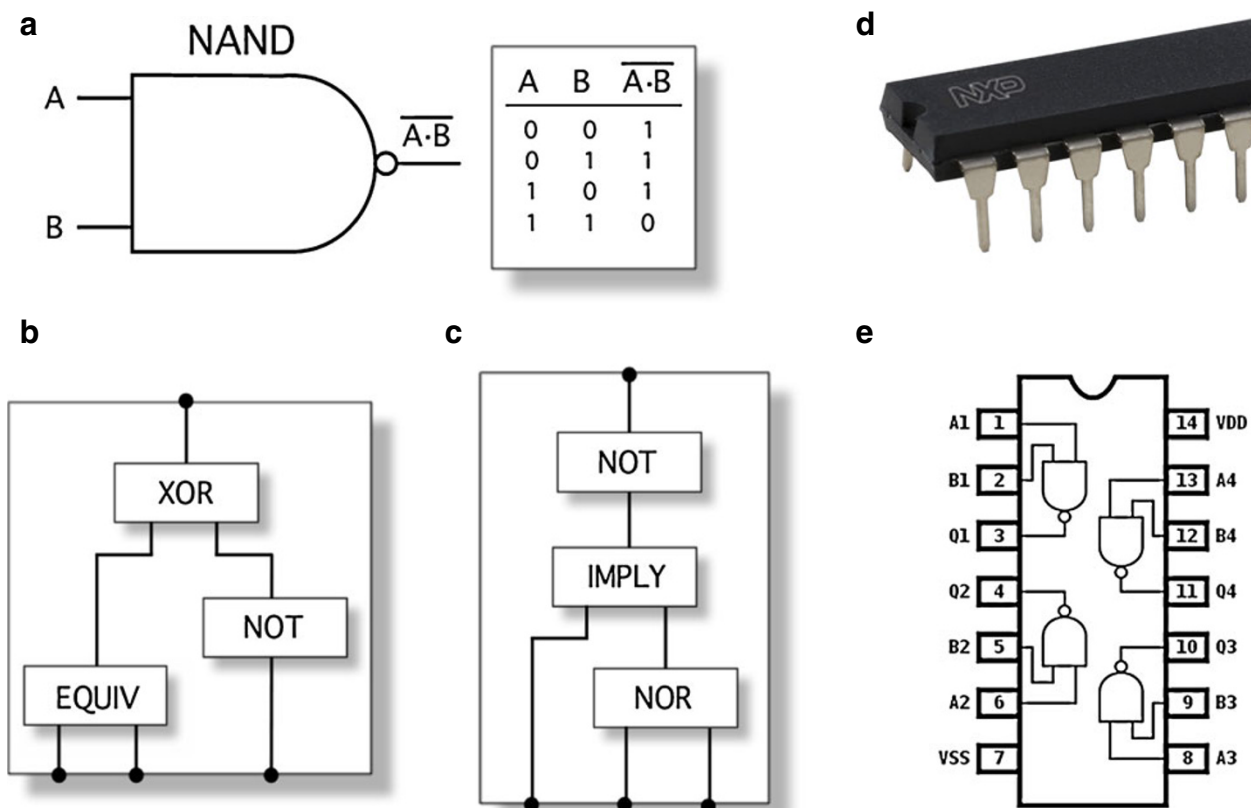 a
NAND
A
B
A·B
A B A·B
0 0 1
0 1 1
1 0 1
1 1 0
b
XOR
NOT
EQUIV
c
NOT
IMPLY
NOR
d
NXP
e
A1 1 14 VDD
B1 2 13 A4
Q1 3 12 B4
Q2 4 11 Q4
B2 5 10 Q3
A2 6 9 B3
VSS 7 8 A3